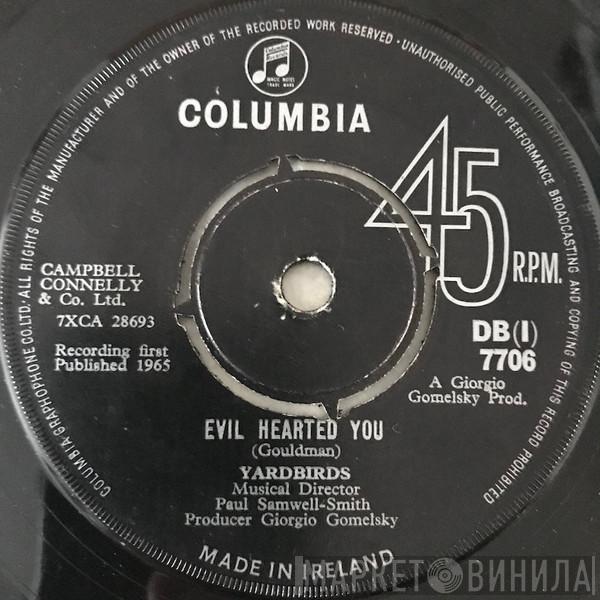 COLUMBIA GRAPHOPHONE CO.LTD. ALL RIGHTS OF THE MANUFACTURER AND OF THE OWNER OF THE RECORDED WORK RESERVED · UNAUTHORISED PUBLIC PERFORMANCE BROADCASTING AND COPYING OF THIS RECORD PROHIBITED
MAGIC NOTES
TRADE MARK
COLUMBIA
45
R.P.M.
CAMPBELL
CONNELLY
& Co. Ltd.
7XCA 28693
Recording first
Published 1965
DB(I)
7706
A Giorgio
Gomelsky Prod.
EVIL HEARTED YOU
(Gouldman)
YARDBIRDS
Musical Director
Paul Samwell-Smith
Producer Giorgio Gomelsky
MADE IN IRELAND
МАРКЕТ ВИНИЛА